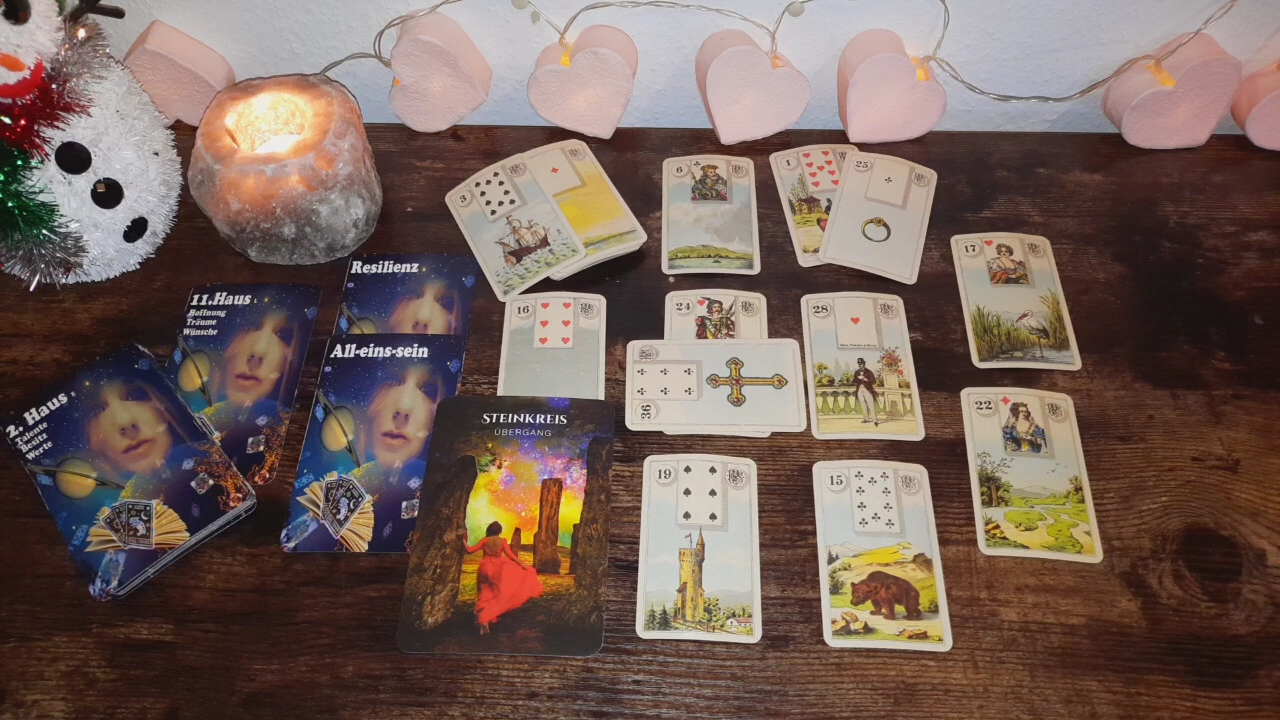 Resilienz
11.Haus :
Hoffnung
Träume
Wünsche
All-eins-sein
2. Haus :
Talente
Besitz
Werte
STEINKREIS
ÜBERGANG
3
6
1
25
17
16
24
28
36
22
19
15